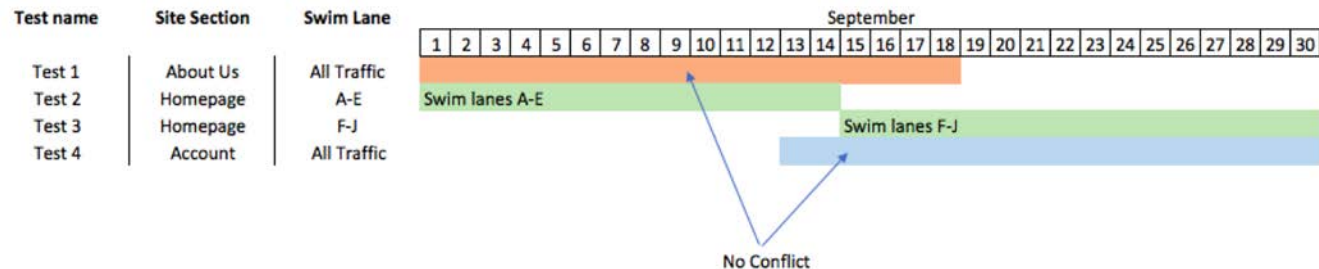 Test name Site Section Swim Lane September
1 2 3 4 5 6 7 8 9 10 11 12 13 14 15 16 17 18 19 20 21 22 23 24 25 26 27 28 29 30
Test 1 About Us All Traffic
Test 2 Homepage A-E Swim lanes A-E
Test 3 Homepage F-J Swim lanes F-J
Test 4 Account All Traffic
No Conflict